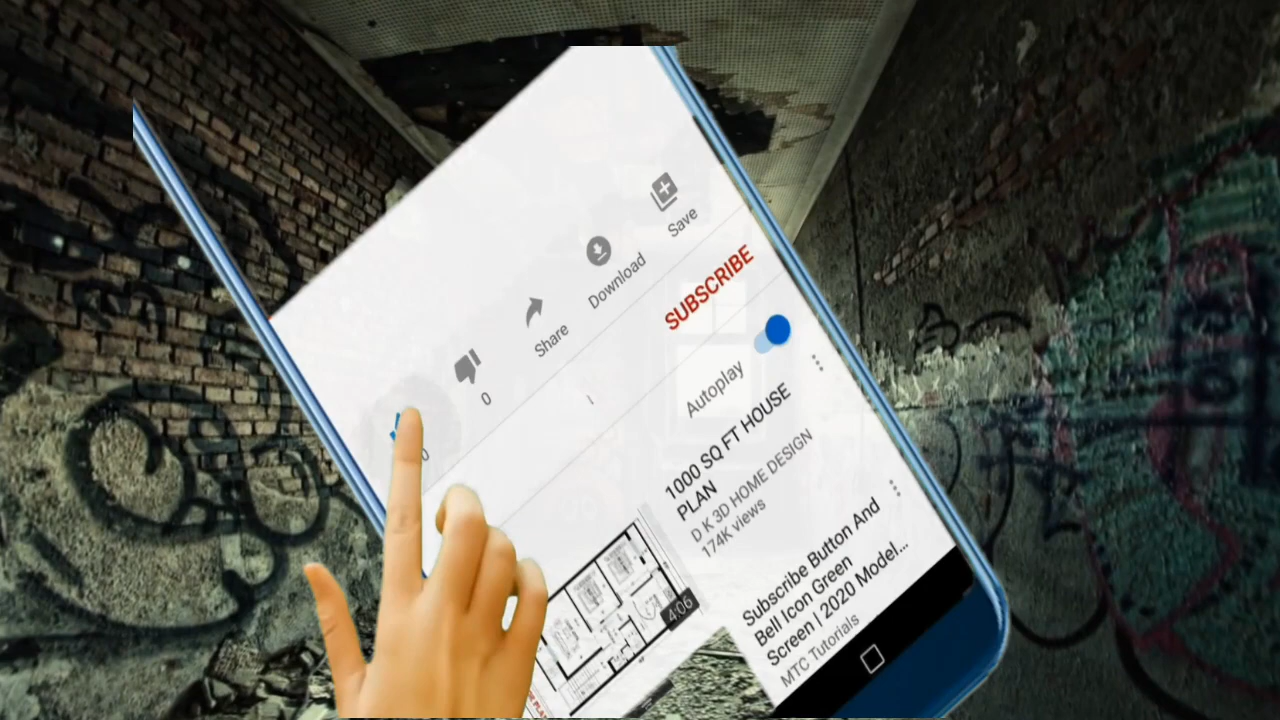 Save
Download
Share
0
0
SUBSCRIBE
Autoplay
1000 SQ FT HOUSE
PLAN
D K 3D HOME DESIGN
174K views
4:06
Subscribe Button And
Bell Icon Green
Screen | 2020 Model...
MTC Tutorials